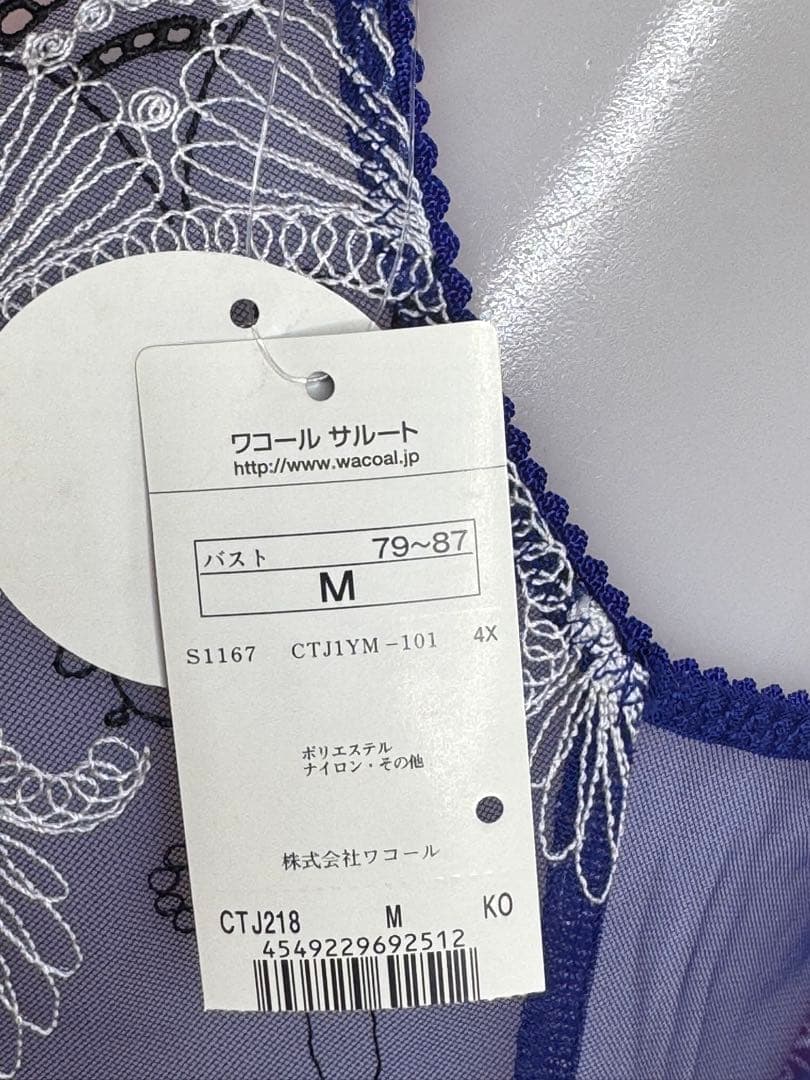 ワコール サルート
http://www.wacoal.jp
バスト 79~87
M
S1167 CTJ1YM-101 4X
ポリエステル
ナイロン・その他
株式会社ワコール
CTJ218 M KO
4549229692512